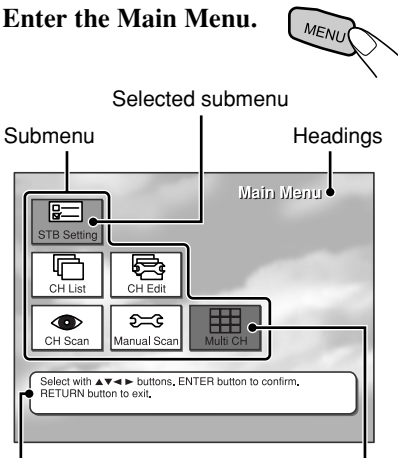 Enter the Main Menu.
MENU
Selected submenu
Submenu
Headings
Main Menu
STB Setting
CH List
CH Edit
CH Scan
Manual Scan
Multi CH
Select with ▲▼◄ ► buttons. ENTER button to confirm.
RETURN button to exit.